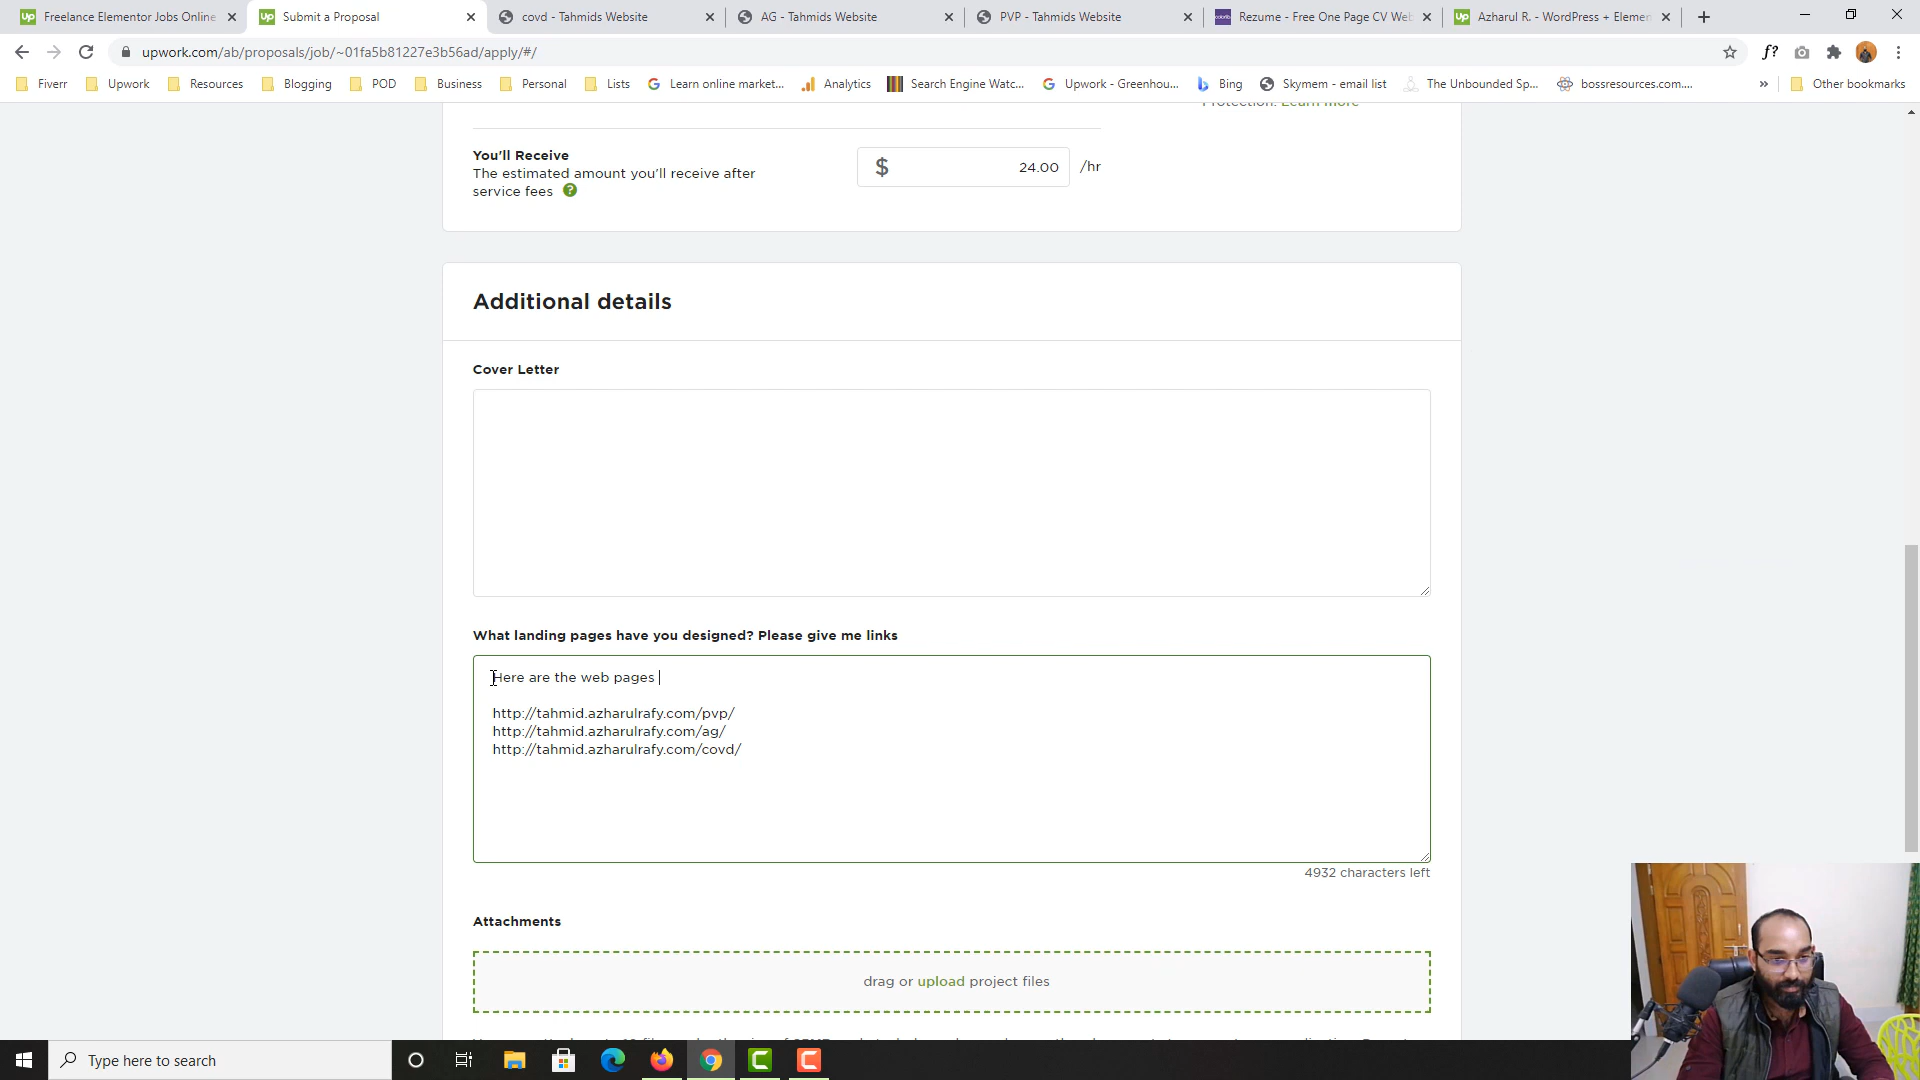 Freelance Elementor Jobs Online
Submit a Proposal
covd - Tahmids Website
AG - Tahmids Website
PVP - Tahmids Website
Rezume - Free One Page CV Web
Azharul R. - WordPress + Elemen
upwork.com/ab/proposals/job/~01fa5b81227e3b56ad/apply/#/
Fiverr
Upwork
Resources
Blogging
POD
Business
Personal
Lists
Learn online market...
Analytics
Search Engine Watc...
Upwork - Greenhou...
Bing
Skymem - email list
The Unbounded Sp...
bossresources.com....
»
Other bookmarks
Protection. Learn more
You'll Receive
The estimated amount you'll receive after
service fees ?
$ 24.00 /hr
Additional details
Cover Letter
What landing pages have you designed? Please give me links
Here are the web pages
http://tahmid.azharulrafy.com/pvp/
http://tahmid.azharulrafy.com/ag/
http://tahmid.azharulrafy.com/covd/
4932 characters left
Attachments
drag or upload project files
Type here to search